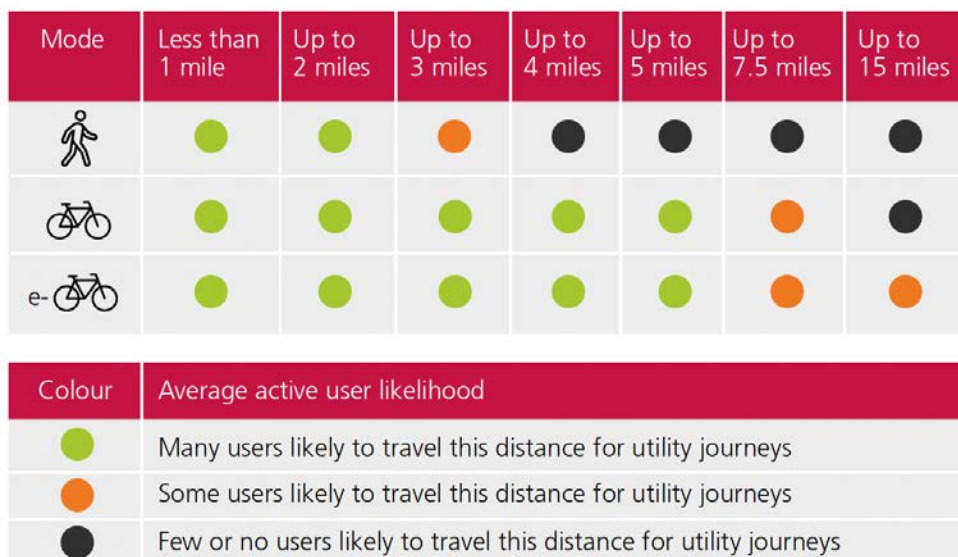 Mode Less than 1 mile Up to 2 miles Up to 3 miles Up to 4 miles Up to 5 miles Up to 7.5 miles Up to 15 miles
e-
Colour Average active user likelihood
Many users likely to travel this distance for utility journeys
Some users likely to travel this distance for utility journeys
Few or no users likely to travel this distance for utility journeys